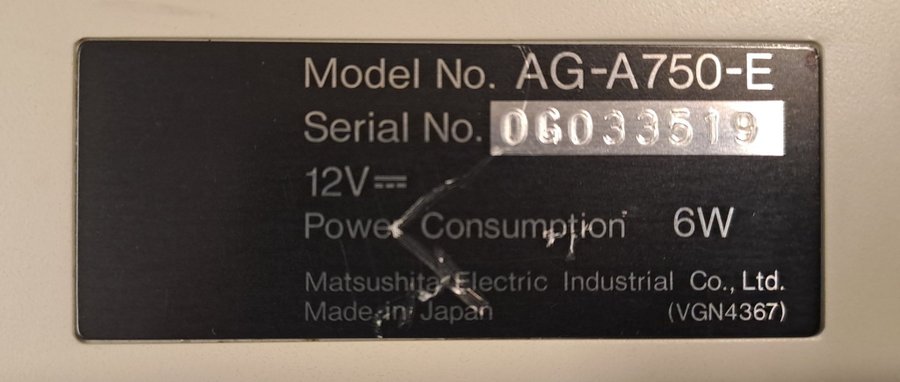 Model No. AG-A750-E
Serial No. 0G033519
12V⎓
Power Consumption 6W
Matsushita Electric Industrial Co., Ltd.
Made in Japan (VGN4367)